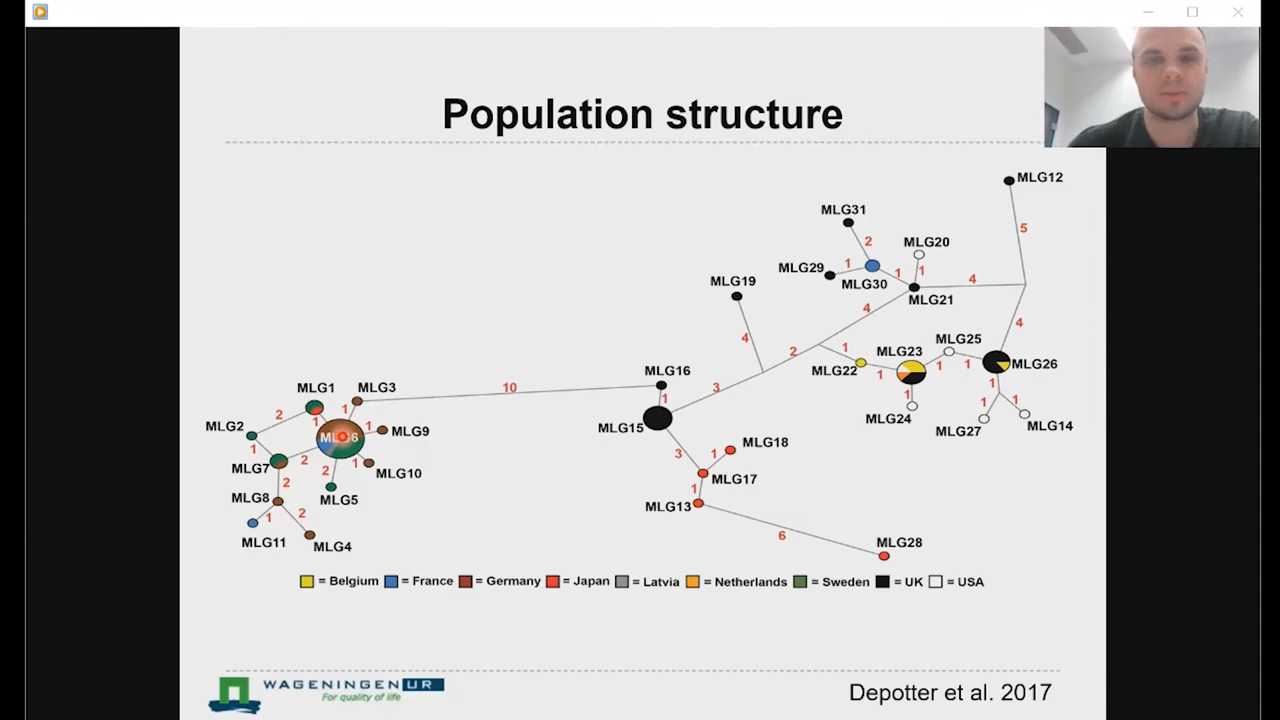 Population structure
MLG12
MLG31
5
2
MLG20
MLG29
1
1
1
MLG30
4
MLG19
MLG21
4
4
4
MLG25
2
1
MLG23
MLG16
MLG22
1
1
1
MLG26
MLG1
MLG3
10
3
1
1
2
1
1
MLG24
1
1
MLG2
MLG6
1
MLG9
MLG15
MLG27
MLG14
1
MLG18
MLG7
2
2
1
MLG10
3
1
MLG17
MLG8
2
MLG5
1
MLG13
1
2
6
MLG11
MLG4
MLG28
= Belgium = France = Germany = Japan = Latvia = Netherlands = Sweden = UK = USA
WAGENINGEN UR
For quality of life
Depotter et al. 2017